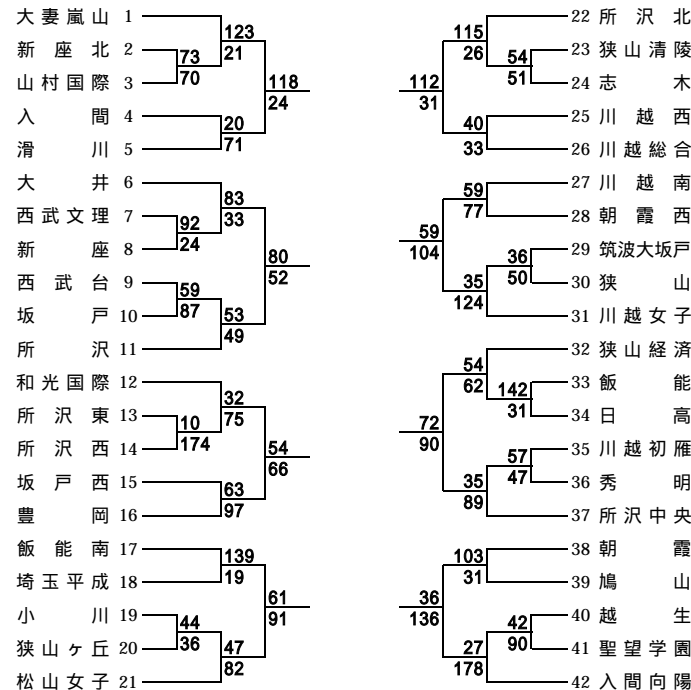 大妻嵐山 1
123
新座北 2
73
21
70
山村国際 3
118
24
入間 4
20
滑川 5
71
大井 6
83
西武文理 7
92
33
新座 8
24
80
52
西武台 9
59
坂戸 10
87
53
所沢 11
49
和光国際 12
32
所沢東 13
10
75
所沢西 14
174
54
66
坂戸西 15
63
豊岡 16
97
飯能南 17
139
埼玉平成 18
19
61
91
小川 19
44
狭山ヶ丘 20
36
47
松山女子 21
82
22 所沢北
115
23 狭山清陵
26
54
51
24 志木
112
31
25 川越西
40
26 川越総合
33
27 川越南
59
28 朝霞西
77
59
104
29 筑波大坂戸
36
30 狭山
50
35
31 川越女子
124
32 狭山経済
54
33 飯能
62
142
34 日高
31
72
90
35 川越初雁
57
36 秀明
47
35
37 所沢中央
89
38 朝霞
103
39 鳩山
31
36
136
40 越生
42
41 聖望学園
90
27
42 入間向陽
178